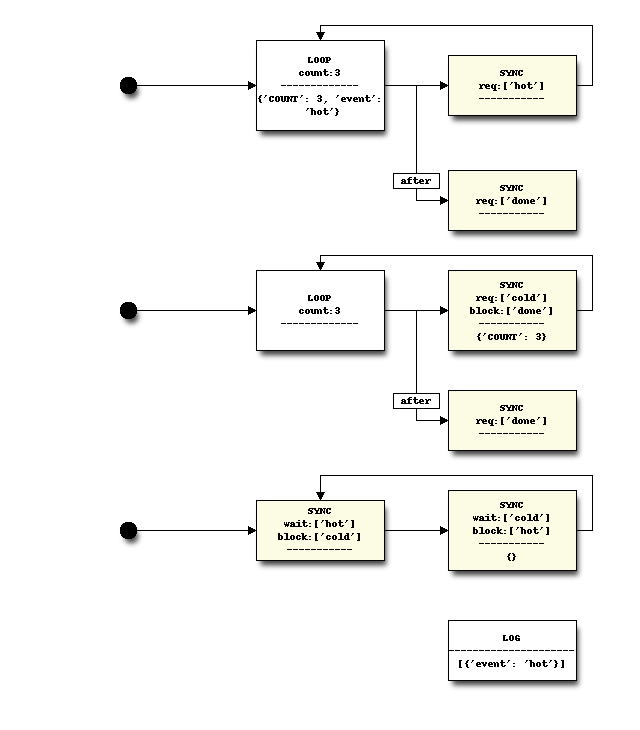 LOOP
count:3
-------------
{'COUNT': 3, 'event':
'hot'}
SYNC
req:['hot']
-----------
after
SYNC
req:['done']
-----------
LOOP
count:3
-------------
SYNC
req:['cold']
block:['done']
-----------
{'COUNT': 3}
after
SYNC
req:['done']
-----------
SYNC
wait:['hot']
block:['cold']
-----------
SYNC
wait:['cold']
block:['hot']
-----------
{}
LOG
---------------------
[{'event': 'hot'}]